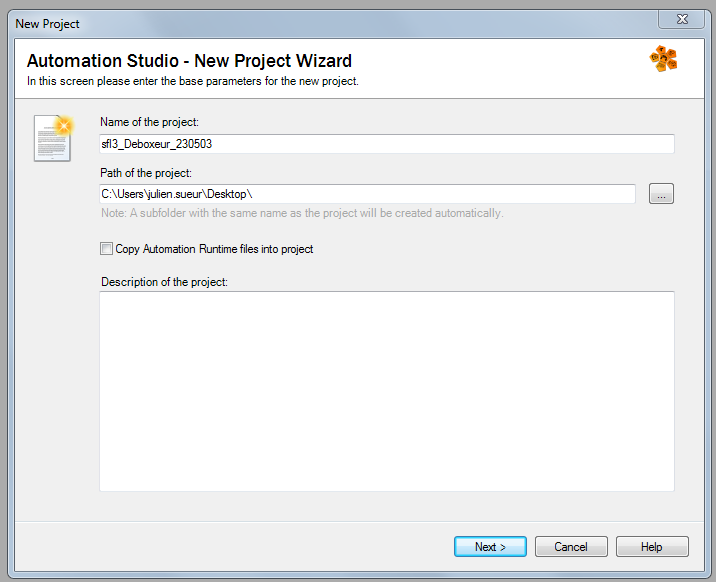 New Project
Automation Studio - New Project Wizard
In this screen please enter the base parameters for the new project.
Name of the project:
sfl3_Deboxeur_230503
Path of the project:
C:\Users\julien.sueur\Desktop\
...
Note: A subfolder with the same name as the project will be created automatically.
Copy Automation Runtime files into project
Description of the project:
Next > Cancel Help